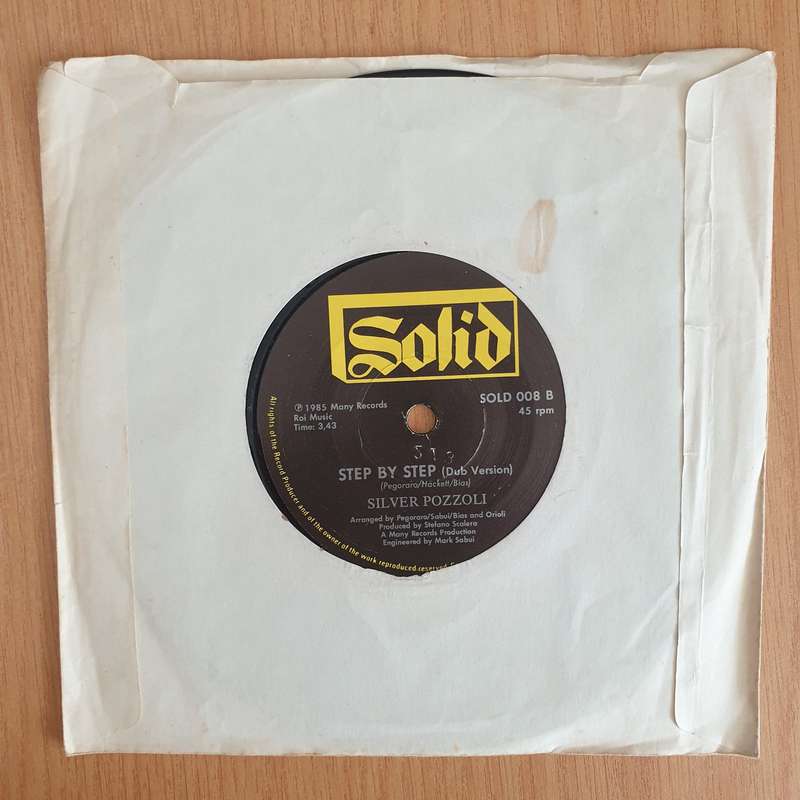 Solid
℗ 1985 Many Records
Roi Music
Time: 3,43
SOLD 008 B
45 rpm
STEP BY STEP (Dub Version)
(Pegoraro/Hackett/Bias)
SILVER POZZOLI
Arranged by Pegoraro/Sabui/Bias and Orioli
Produced by Stefano Scalera
A Many Records Production
Engineered by Mark Sabui
All rights of the Record Producer and of the owner of the work reproduced reserved.